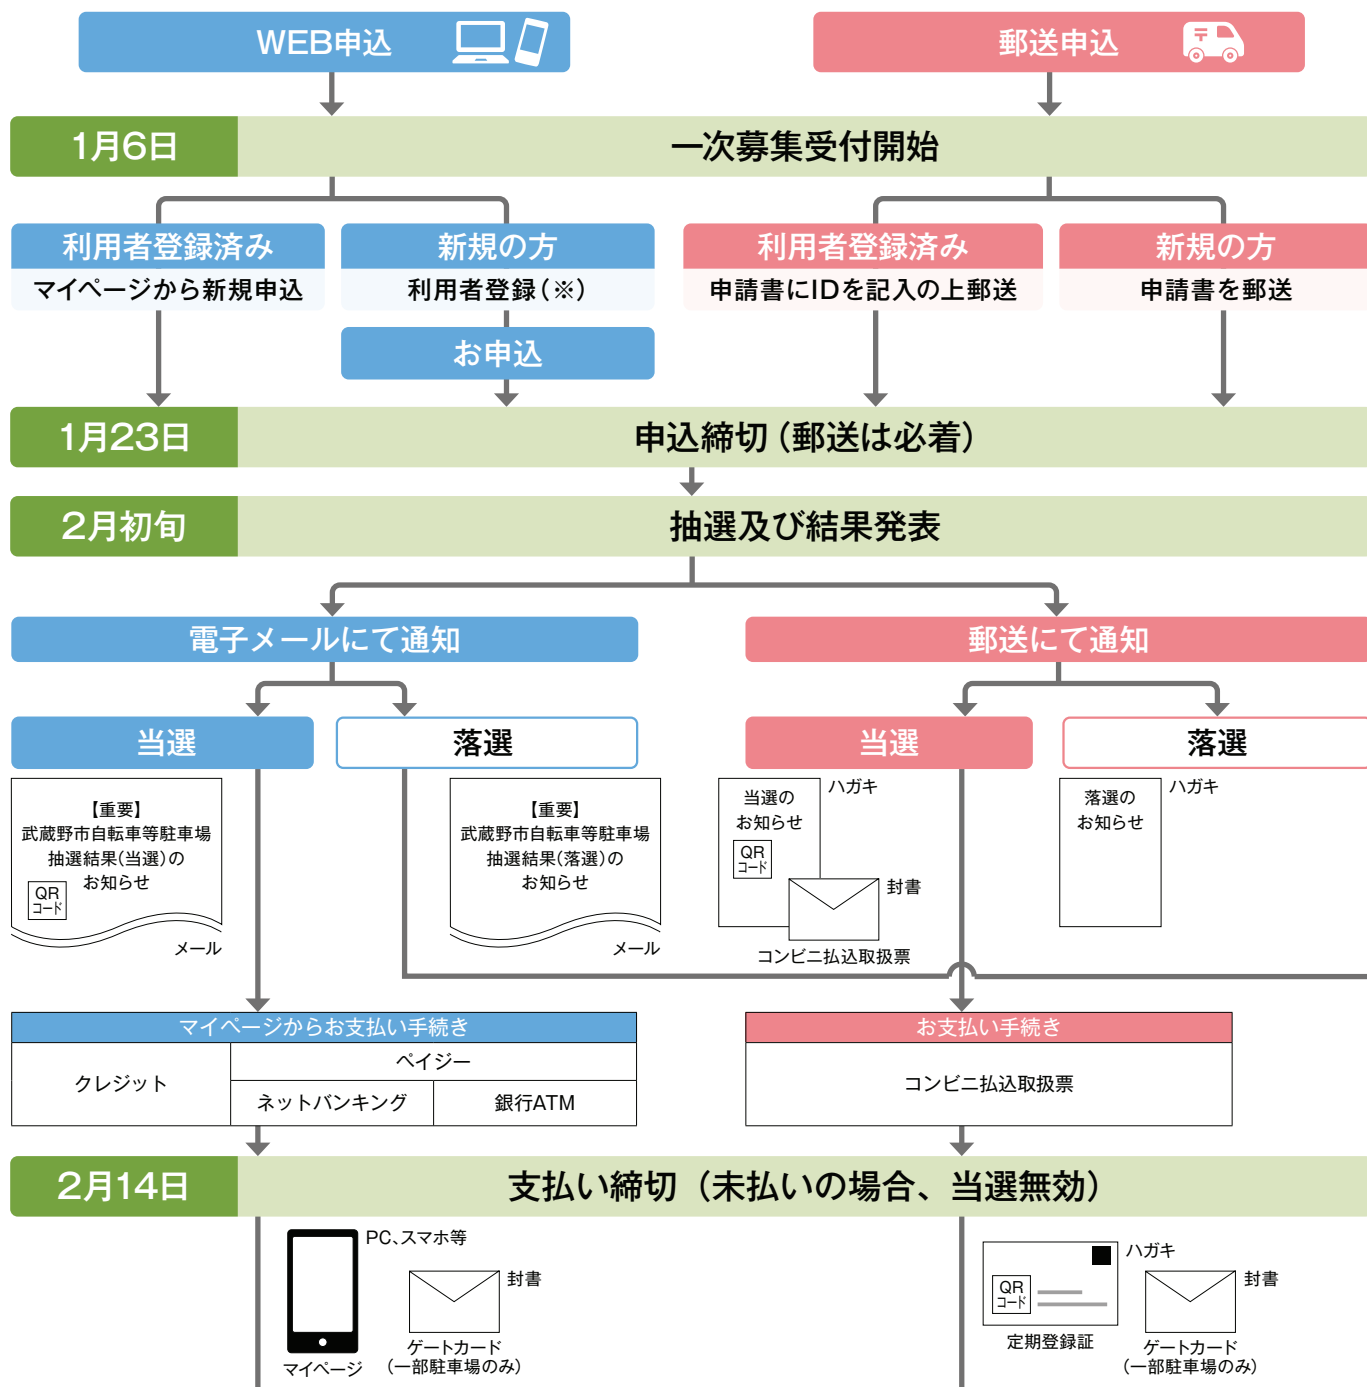 WEB申込
郵送申込
1月6日
一次募集受付開始
利用者登録済み
マイページから新規申込
新規の方
利用者登録(※)
お申込
利用者登録済み
申請書にIDを記入の上郵送
新規の方
申請書を郵送
1月23日
申込締切(郵送は必着)
2月初旬
抽選及び結果発表
電子メールにて通知
郵送にて通知
当選
落選
当選
落選
【重要】
武蔵野市自転車等駐車場
抽選結果(当選)の
お知らせ
QR
コード
メール
【重要】
武蔵野市自転車等駐車場
抽選結果(落選)の
お知らせ
メール
当選の
お知らせ
QR
コード
ハガキ
封書
コンビニ払込取扱票
落選の
お知らせ
ハガキ
マイページからお支払い手続き
クレジット
ペイジー
ネットバンキング
銀行ATM
お支払い手続き
コンビニ払込取扱票
2月14日
支払い締切(未払いの場合、当選無効)
PC、スマホ等
マイページ
封書
ゲートカード
(一部駐車場のみ)
ハガキ
QR
コード
定期登録証
封書
ゲートカード
(一部駐車場のみ)